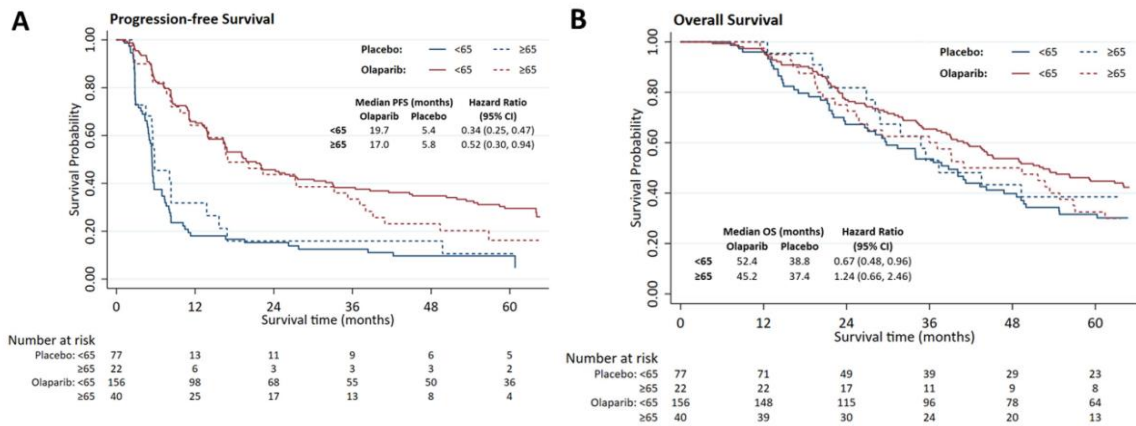 A
Progression-free Survival
Placebo: <65 ≥65
Olaparib: <65 ≥65
Median PFS (months) Hazard Ratio
Olaparib Placebo (95% CI)
<65 19.7 5.4 0.34 (0.25, 0.47)
≥65 17.0 5.8 0.52 (0.30, 0.94)
Survival Probability
1.00
0.80
0.60
0.40
0.20
0.00
0 12 24 36 48 60
Survival time (months)
Number at risk
Placebo: <65 77 13 11 9 6 5
≥65 22 6 3 3 3 2
Olaparib: <65 156 98 68 55 50 36
≥65 40 25 17 13 8 4
B
Overall Survival
Placebo: <65 ≥65
Olaparib: <65 ≥65
Survival Probability
1.00
0.80
0.60
0.40
0.20
0.00
Median OS (months) Hazard Ratio
Olaparib Placebo (95% CI)
<65 52.4 38.8 0.67 (0.48, 0.96)
≥65 45.2 37.4 1.24 (0.66, 2.46)
0 12 24 36 48 60
Survival time (months)
Number at risk
Placebo: <65 77 71 49 39 29 23
≥65 22 22 17 11 9 8
Olaparib: <65 156 148 115 96 78 64
≥65 40 39 30 24 20 13